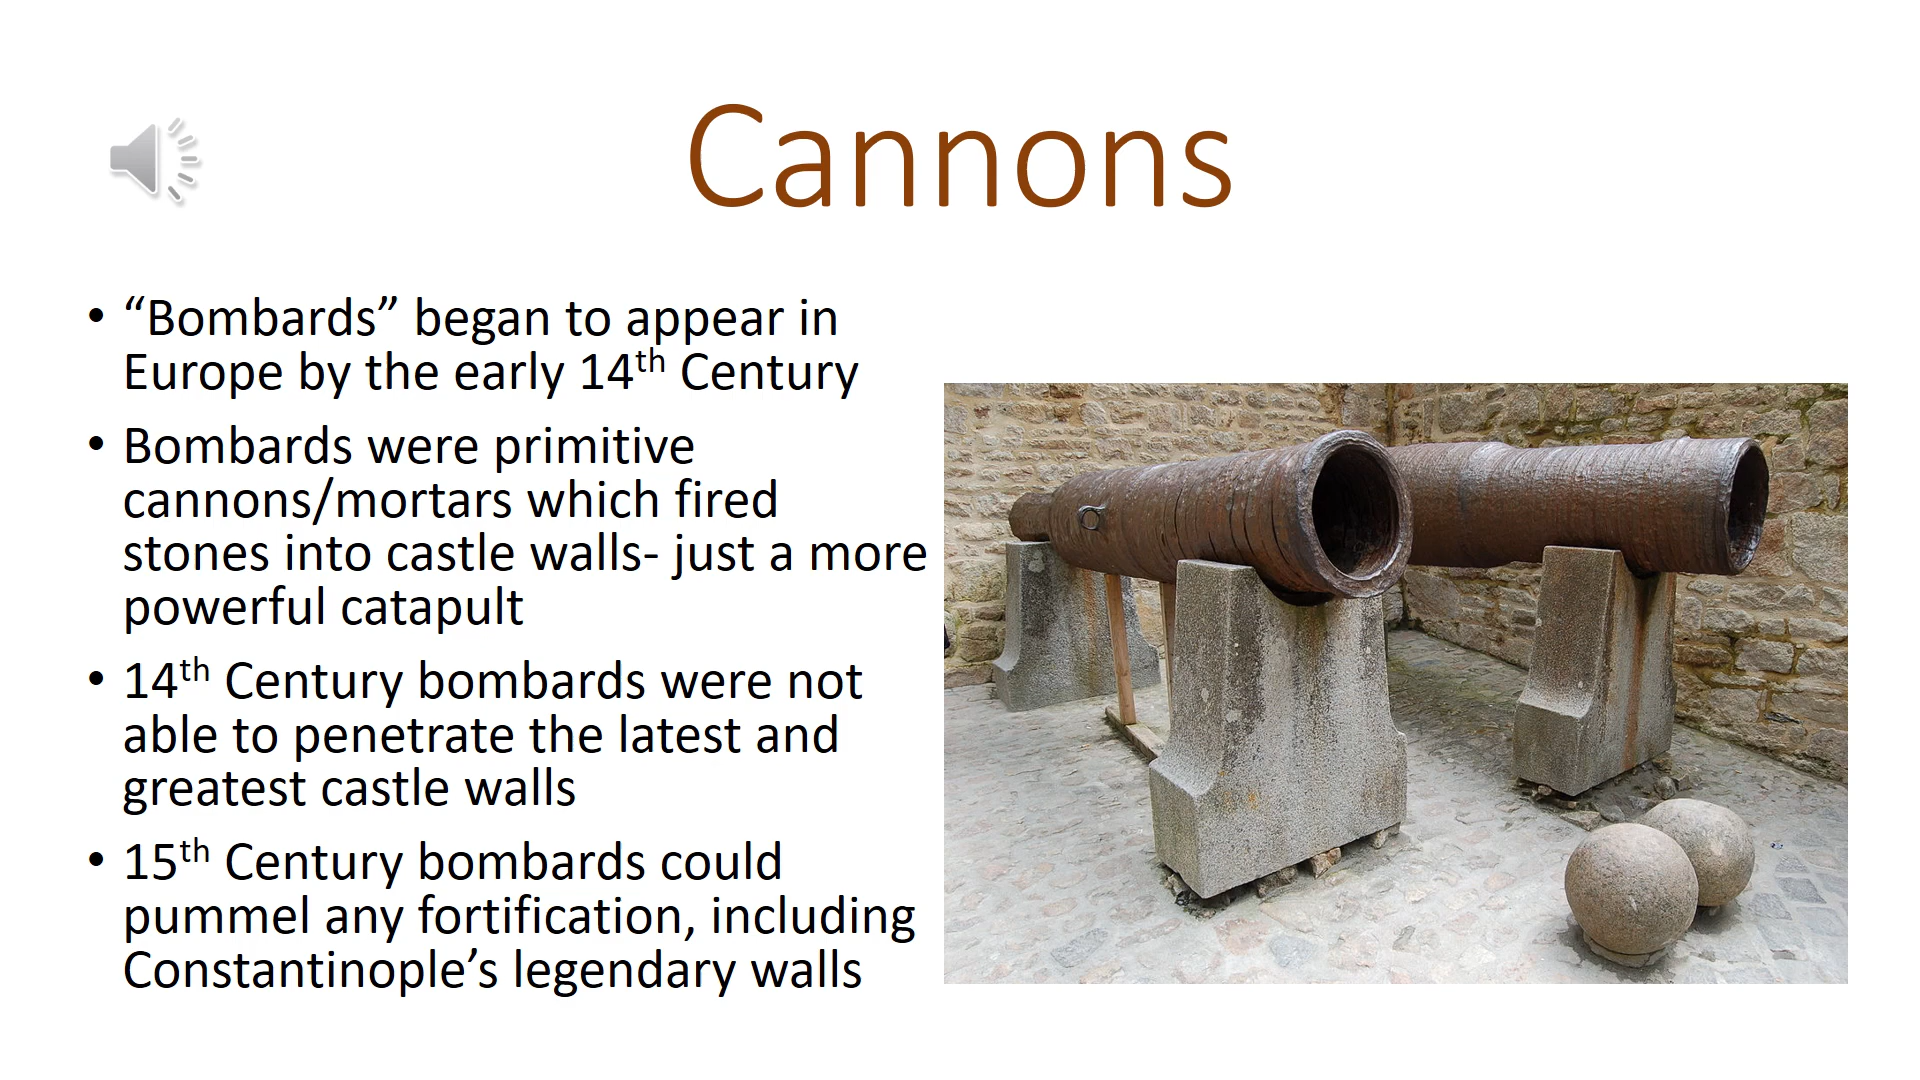 Cannons
• “Bombards” began to appear in
Europe by the early 14th Century
• Bombards were primitive
cannons/mortars which fired
stones into castle walls- just a more
powerful catapult
• 14th Century bombards were not
able to penetrate the latest and
greatest castle walls
• 15th Century bombards could
pummel any fortification, including
Constantinople’s legendary walls